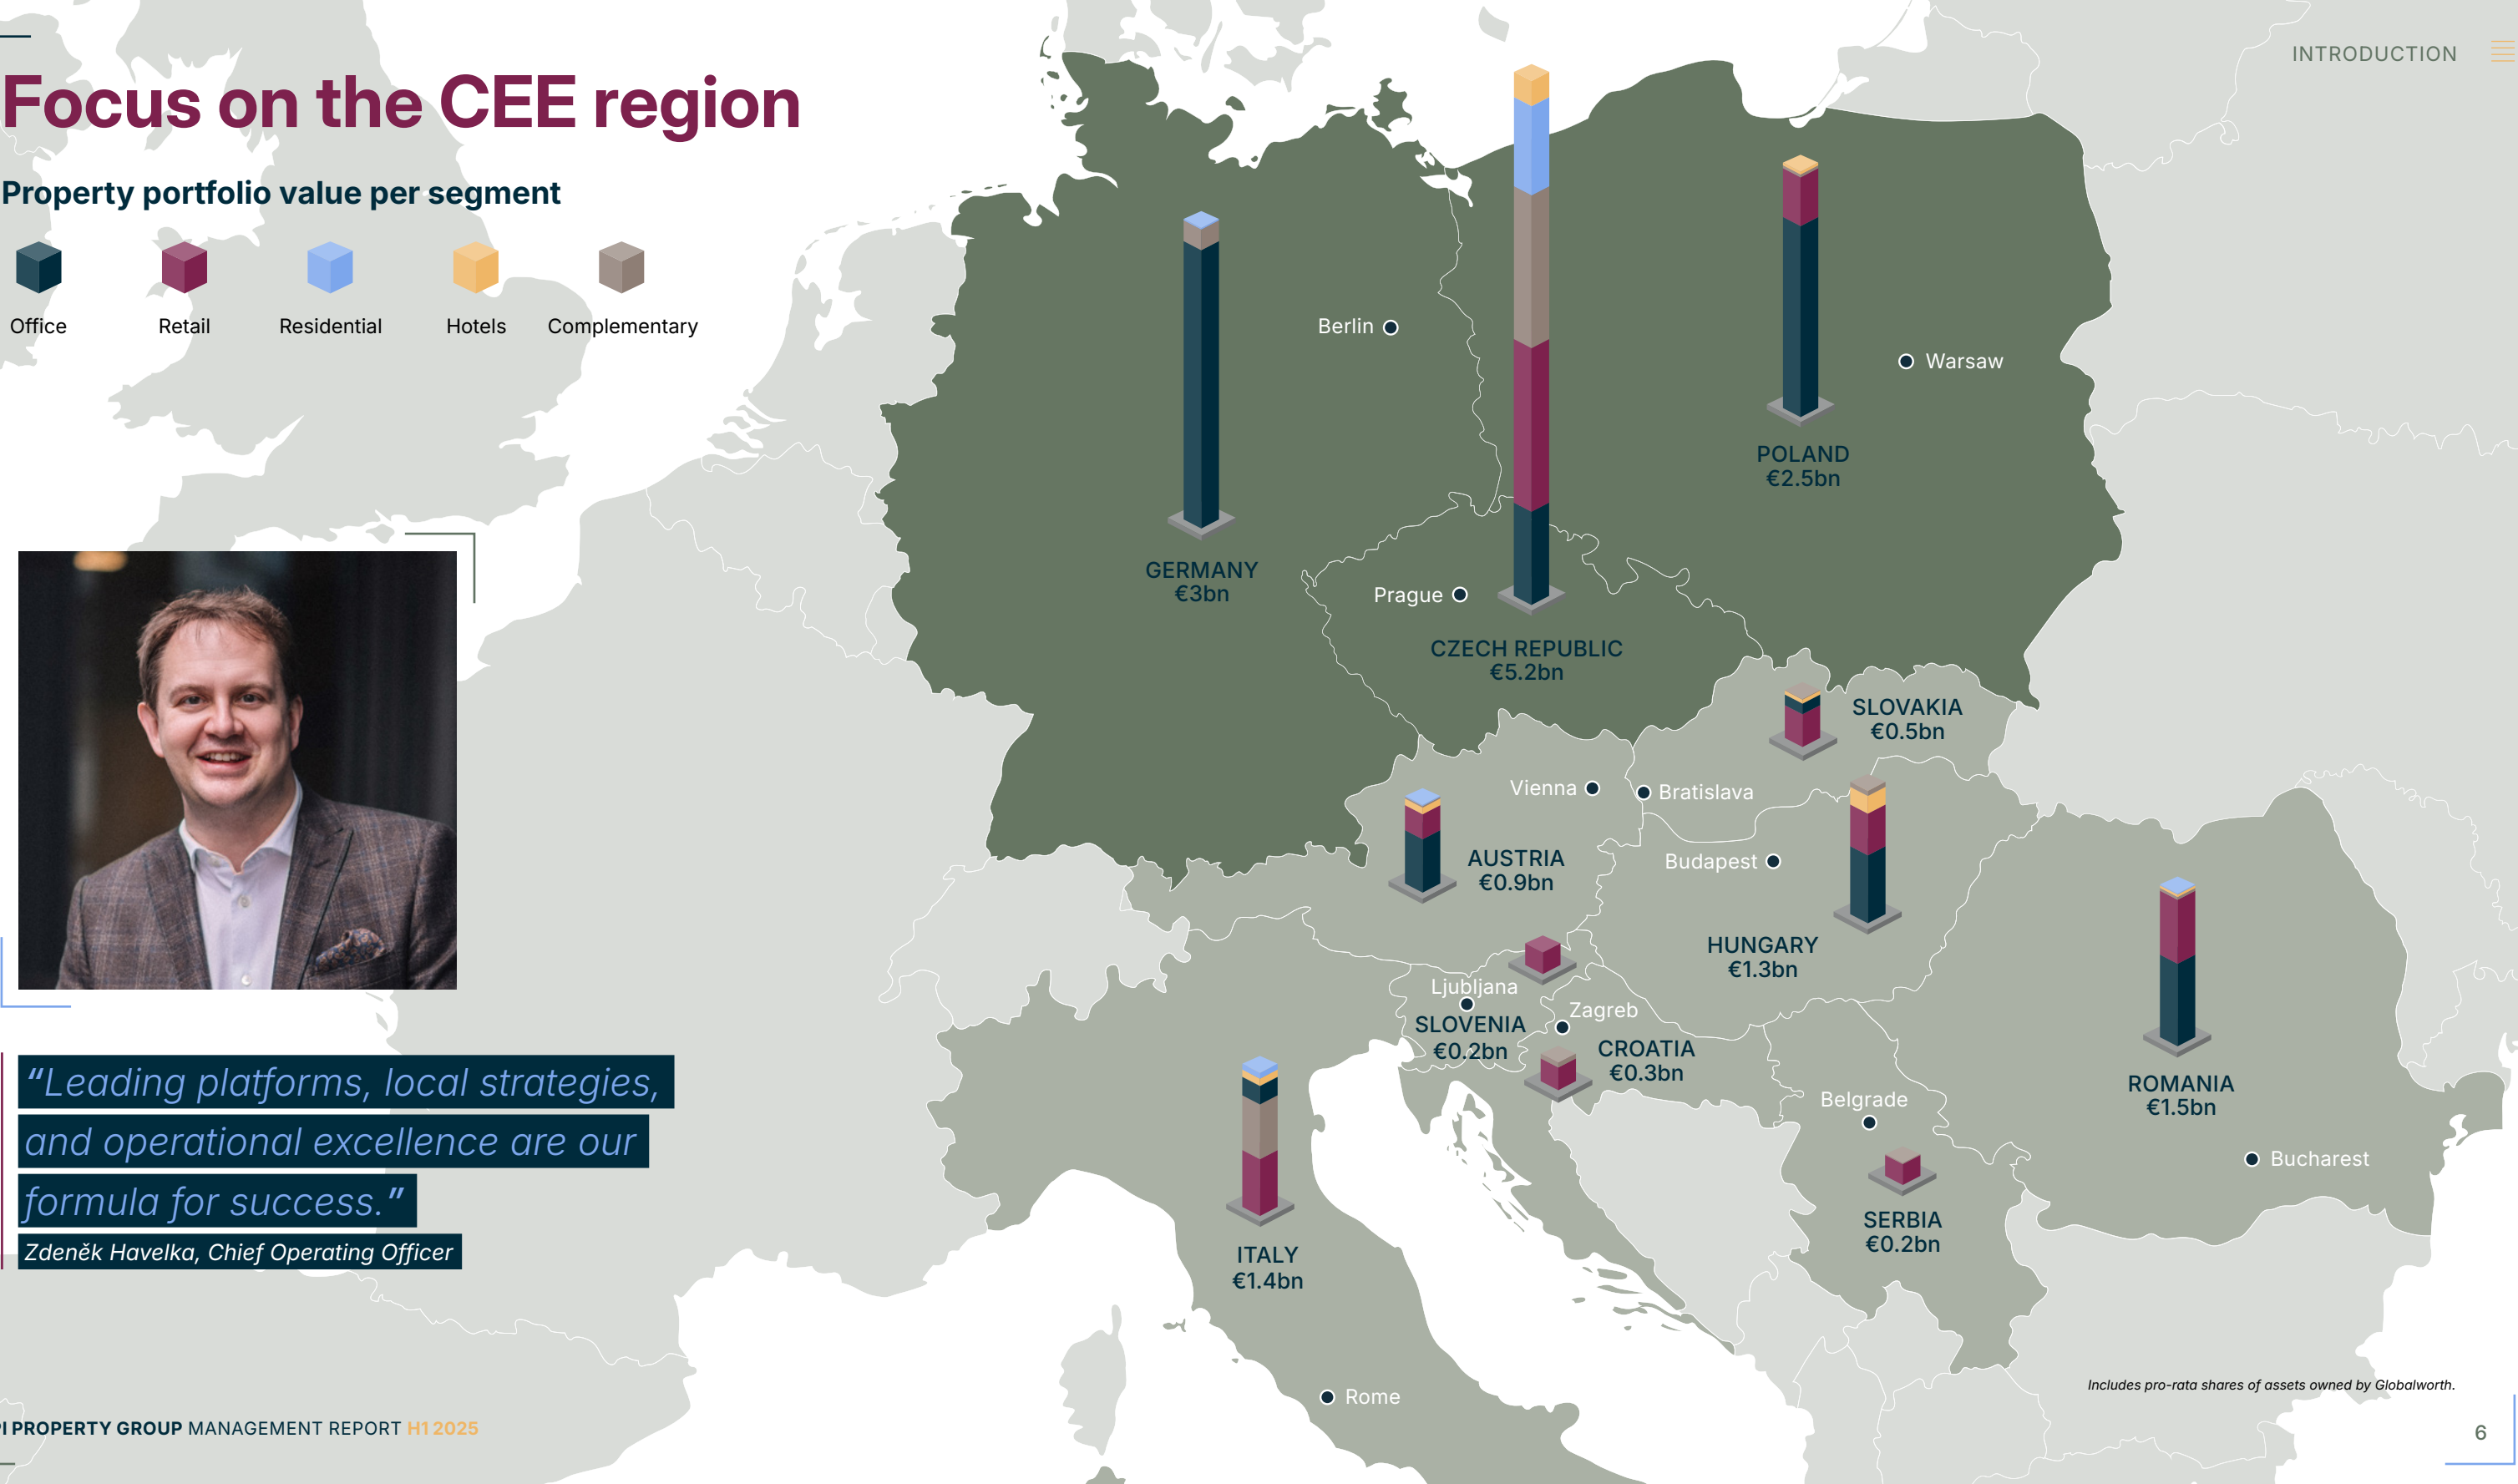 INTRODUCTION
Focus on the CEE region
Property portfolio value per segment
Office
Retail
Residential
Hotels
Complementary
Berlin
Warsaw
POLAND
€2.5bn
GERMANY
€3bn
Prague
CZECH REPUBLIC
€5.2bn
SLOVAKIA
€0.5bn
Vienna
Bratislava
AUSTRIA
€0.9bn
Budapest
HUNGARY
€1.3bn
Ljubljana
SLOVENIA
€0.2bn
Zagreb
CROATIA
€0.3bn
ROMANIA
€1.5bn
Belgrade
Bucharest
SERBIA
€0.2bn
ITALY
€1.4bn
Rome
“Leading platforms, local strategies,
and operational excellence are our
formula for success.”
Zdeněk Havelka, Chief Operating Officer
Includes pro-rata shares of assets owned by Globalworth.
PI PROPERTY GROUP MANAGEMENT REPORT H1 2025
6